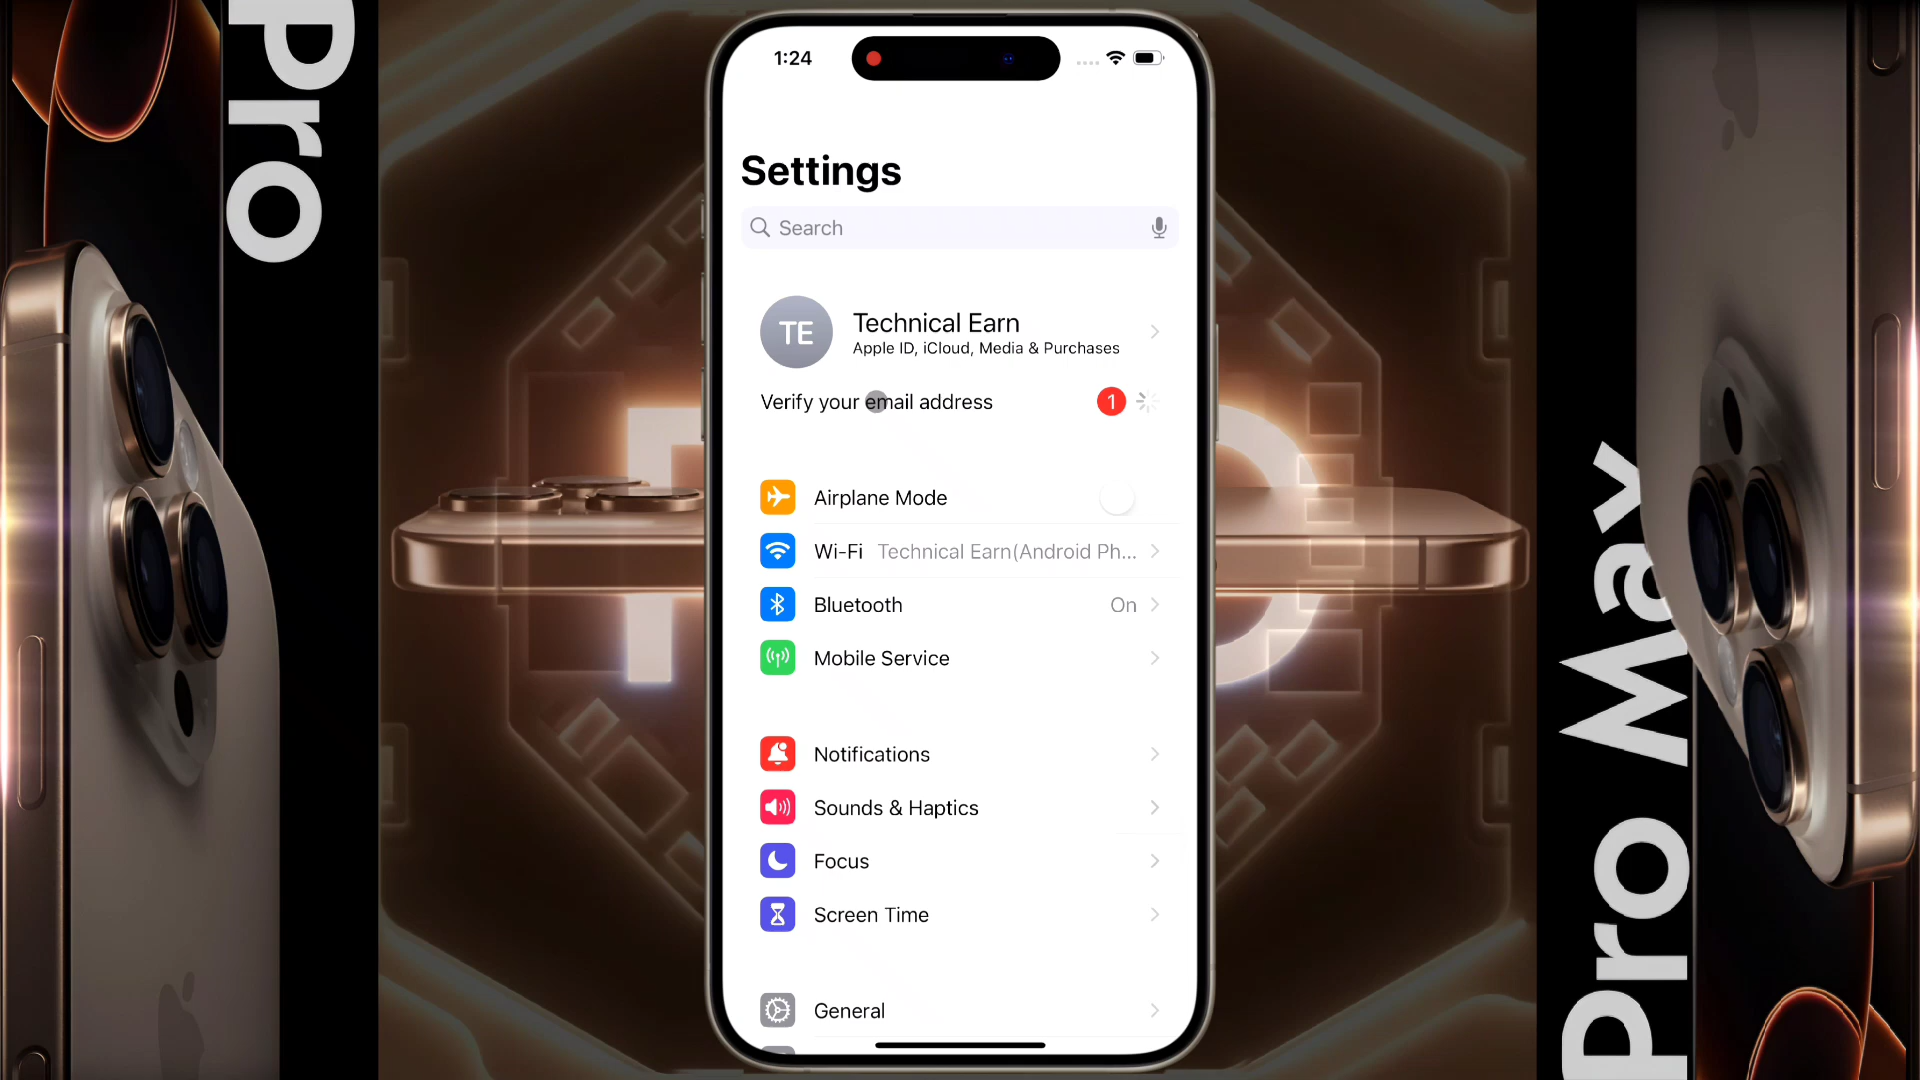 Pro
1:24
Settings
Search
TE
Technical Earn
Apple ID, iCloud, Media & Purchases
Verify your email address
1
Airplane Mode
Wi-Fi Technical Earn(Android Ph...
Bluetooth On
Mobile Service
Notifications
Sounds & Haptics
Focus
Screen Time
General
Pro Max